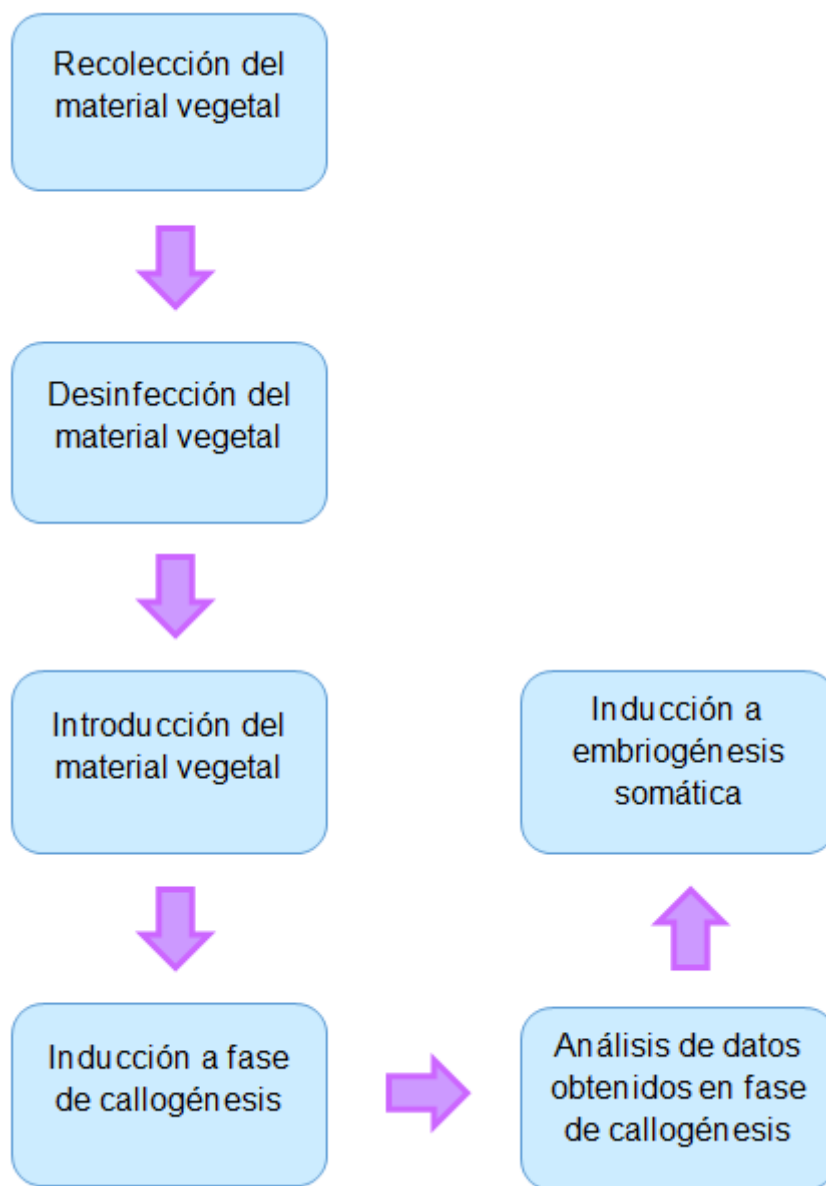 Recolección del
material vegetal
Desinfección del
material vegetal
Introducción del
material vegetal
Inducción a fase
de callogénesis
Análisis de datos
obtenidos en fase
de callogénesis
Inducción a
embriogénesis
somática